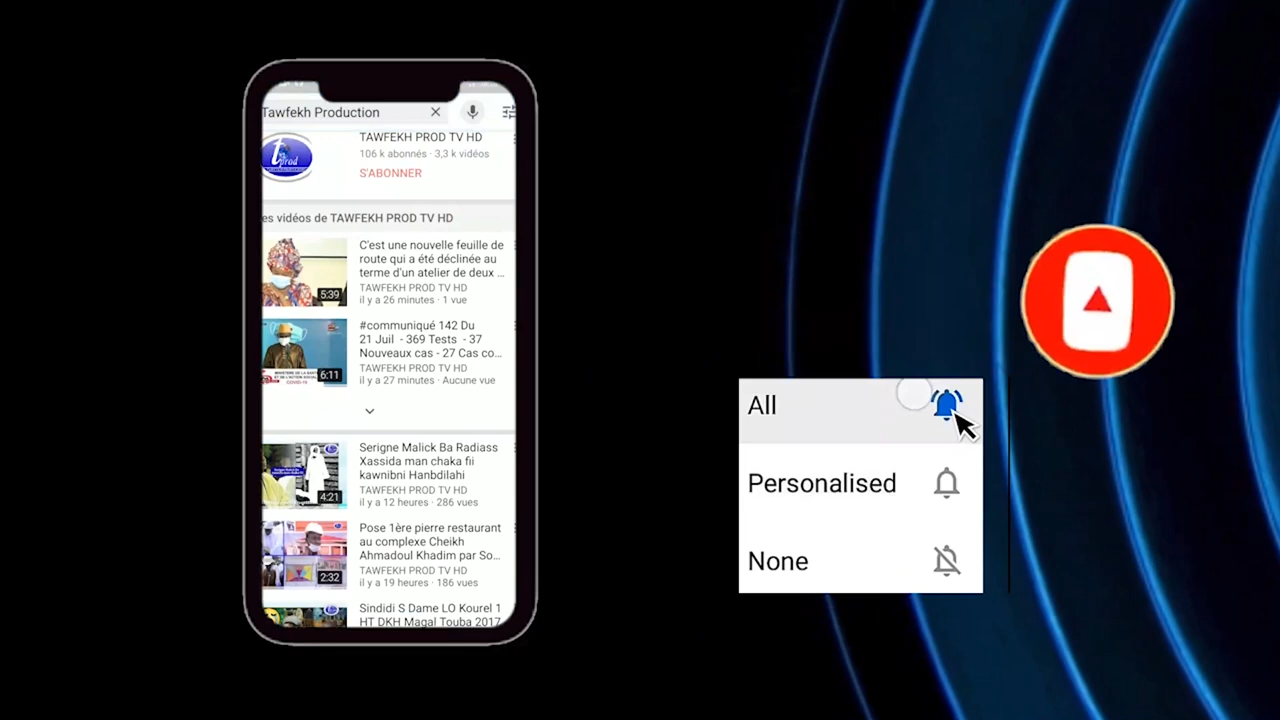 Tawfekh Production
TAWFEKH PROD TV HD
106 k abonnés · 3,3 k vidéos
S'ABONNER
prod
es vidéos de TAWFEKH PROD TV HD
C'est une nouvelle feuille de
route qui a été déclinée au
terme d'un atelier de deux ...
TAWFEKH PROD TV HD
il y a 26 minutes · 1 vue
5:39
#communiqué 142 Du
21 Juil - 369 Tests - 37
Nouveaux cas - 27 Cas co...
TAWFEKH PROD TV HD
il y a 27 minutes · Aucune vue
6:11
Serigne Malick Ba Radiass
Xassida man chaka fii
kawnibni Hanbdilahi
TAWFEKH PROD TV HD
il y a 12 heures · 286 vues
4:21
Pose 1ère pierre restaurant
au complexe Cheikh
Ahmadoul Khadim par So...
TAWFEKH PROD TV HD
il y a 19 heures · 186 vues
2:32
Sindidi S Dame LO Kourel 1
HT DKH Magal Touba 2017
All
Personalised
None